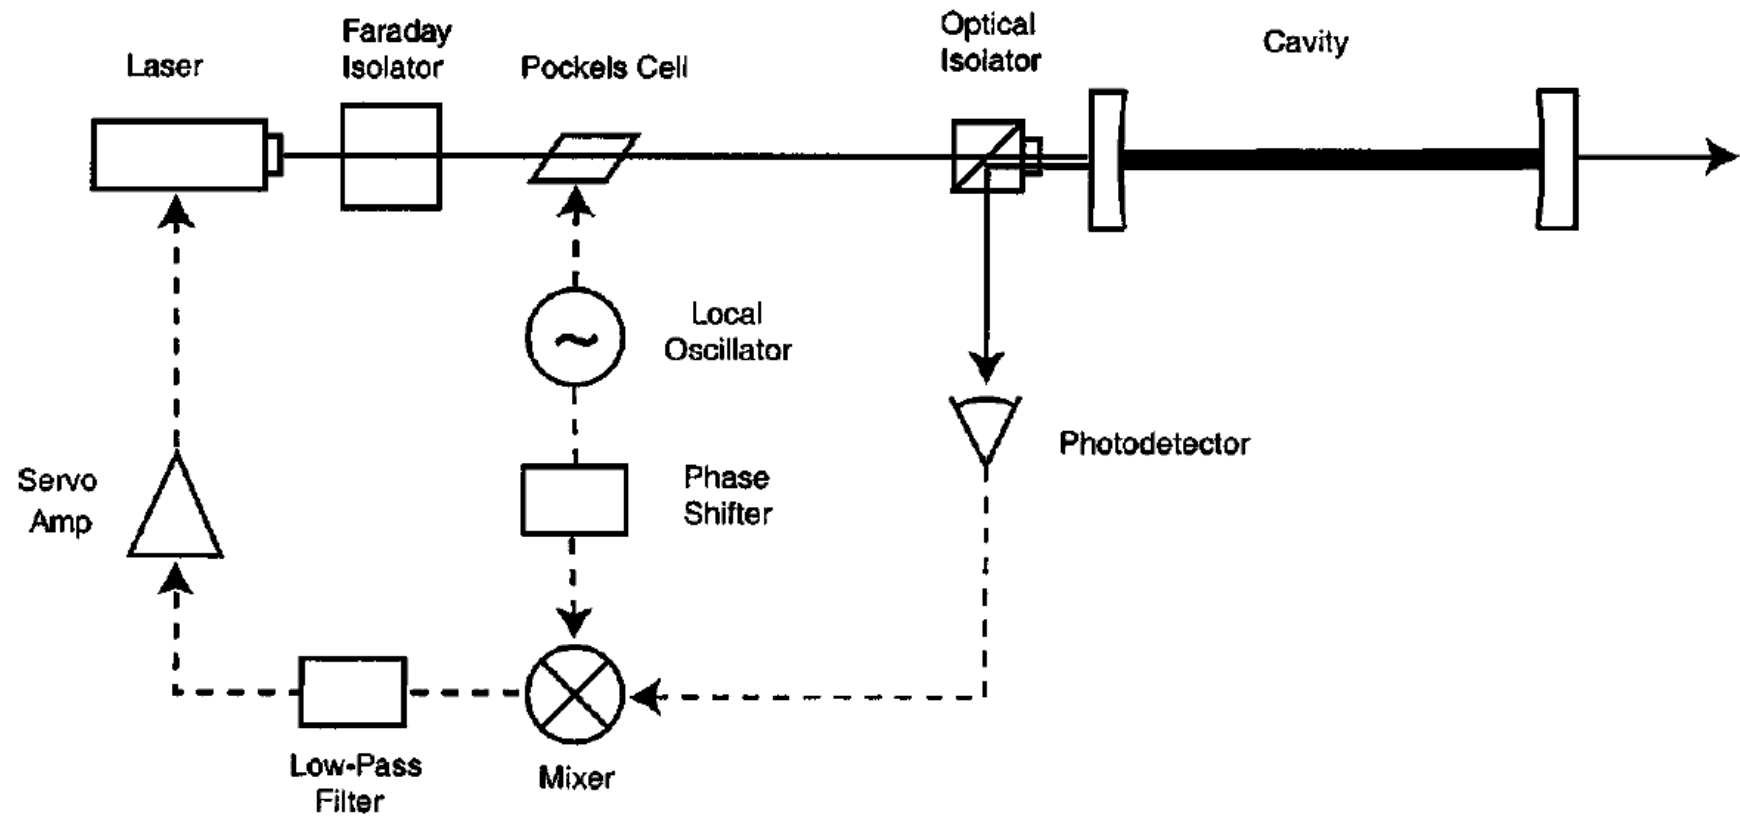 Laser
Faraday
Isolator
Pockels Cell
Optical
Isolator
Cavity
~
Local
Oscillator
Phase
Shifter
Photodetector
Servo
Amp
Low-Pass
Filter
Mixer